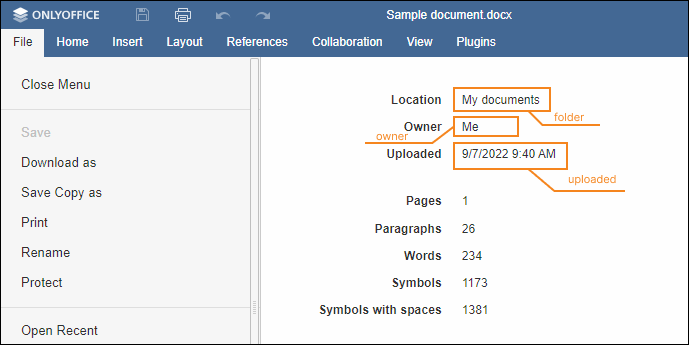 ONLYOFFICE Sample document.docx
File Home Insert Layout References Collaboration View Plugins
Close Menu
Save
Download as
Save Copy as
Print
Rename
Protect
Open Recent
Location My documents
folder
Owner Me
owner
Uploaded 9/7/2022 9:40 AM
uploaded
Pages 1
Paragraphs 26
Words 234
Symbols 1173
Symbols with spaces 1381